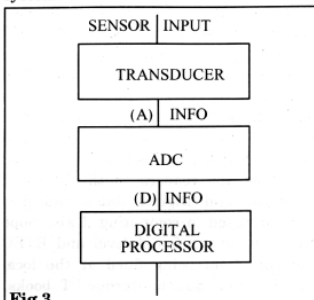 SENSOR INPUT
TRANSDUCER
(A) INFO
ADC
(D) INFO
DIGITAL
PROCESSOR
Fig 3